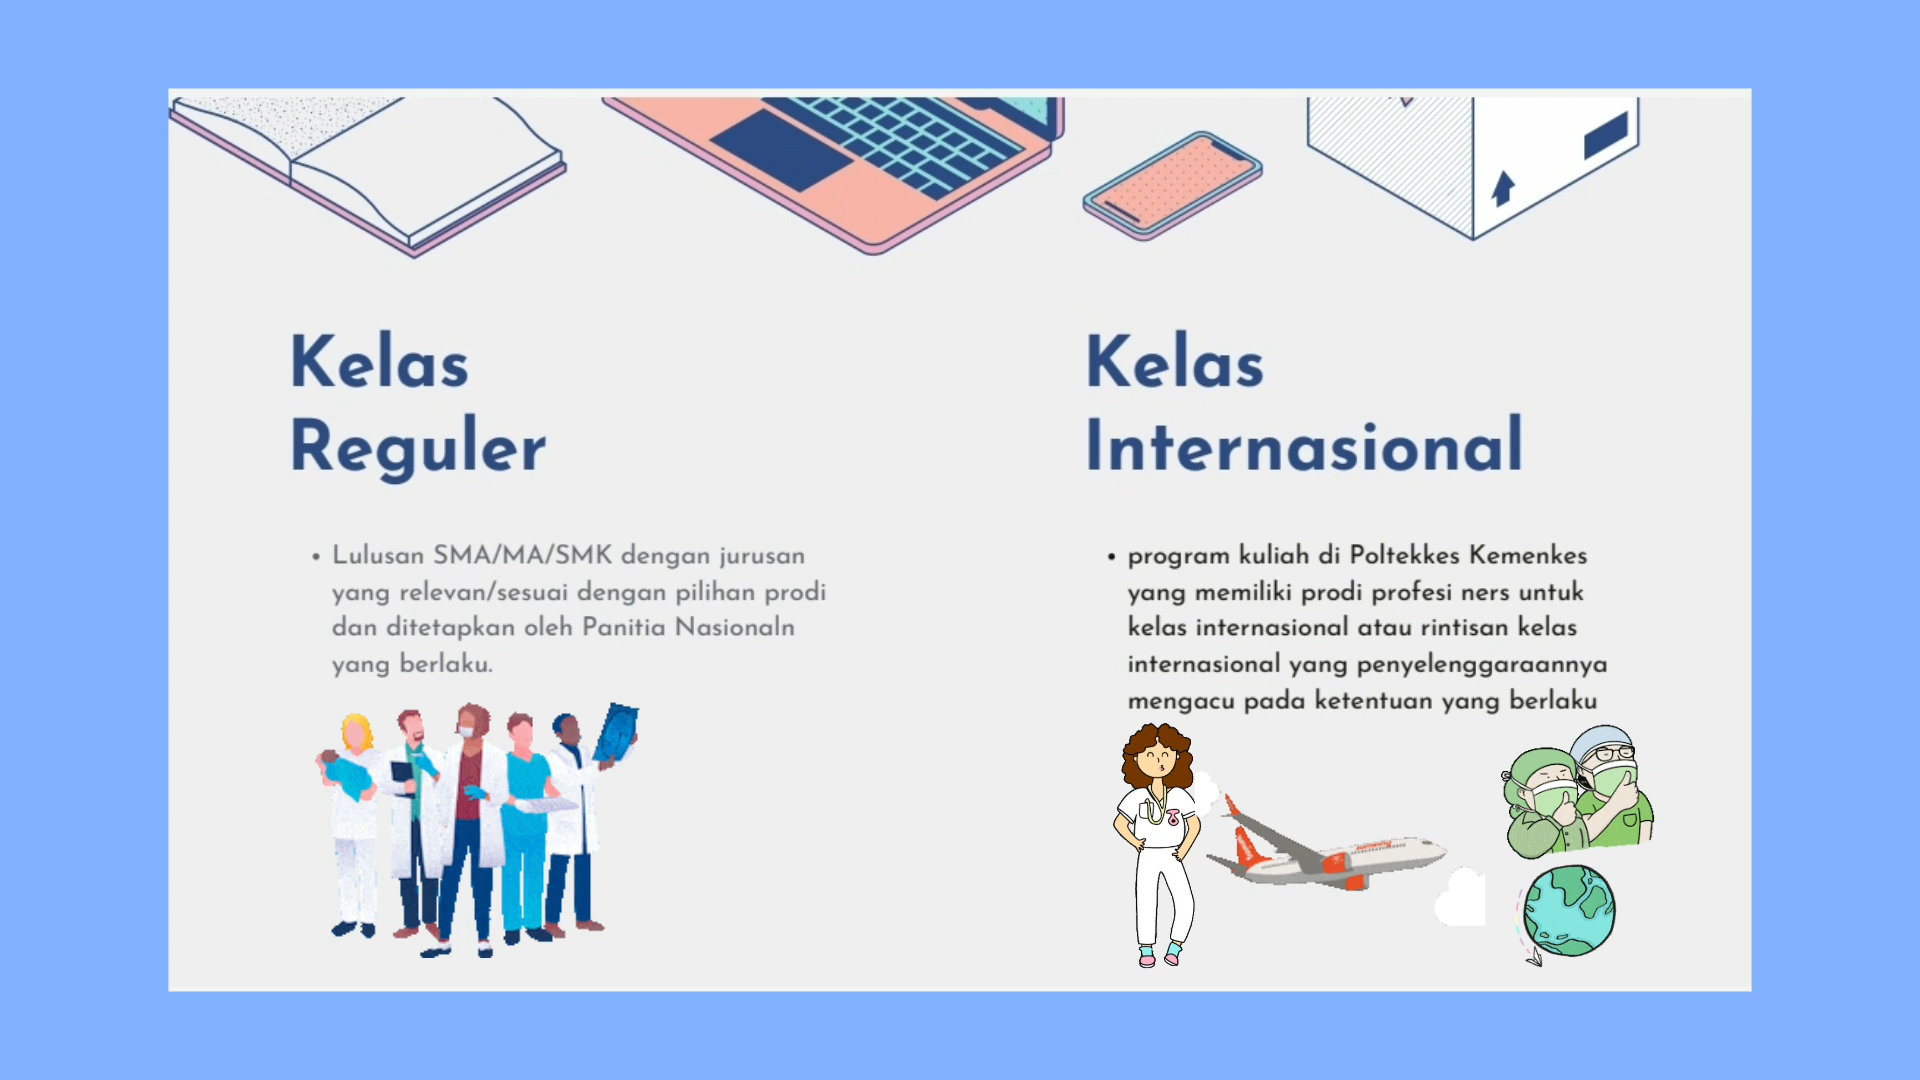 Kelas
Reguler
• Lulusan SMA/MA/SMK dengan jurusan
yang relevan/sesuai dengan pilihan prodi
dan ditetapkan oleh Panitia Nasionaln
yang berlaku.
Kelas
Internasional
• program kuliah di Poltekkes Kemenkes
yang memiliki prodi profesi ners untuk
kelas internasional atau rintisan kelas
internasional yang penyelenggaraannya
mengacu pada ketentuan yang berlaku